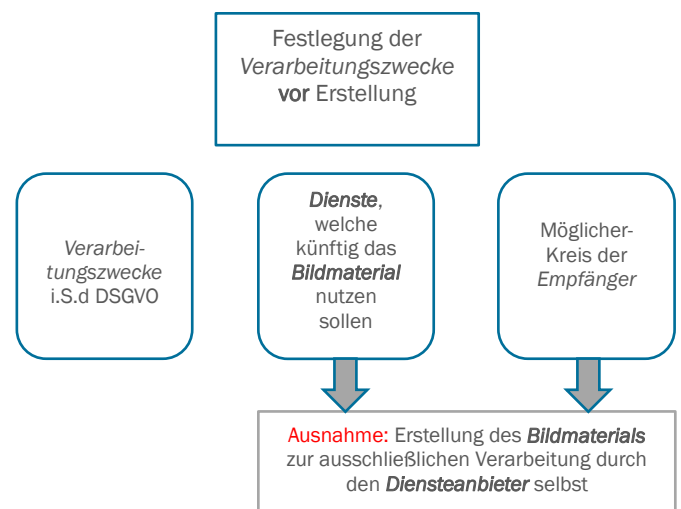 Festlegung der
Verarbeitungszwecke
vor Erstellung
Verarbei-
tungszwecke
i.S.d DSGVO
Dienste,
welche
künftig das
Bildmaterial
nutzen
sollen
Möglicher-
Kreis der
Empfänger
Ausnahme: Erstellung des Bildmaterials
zur ausschließlichen Verarbeitung durch
den Diensteanbieter selbst